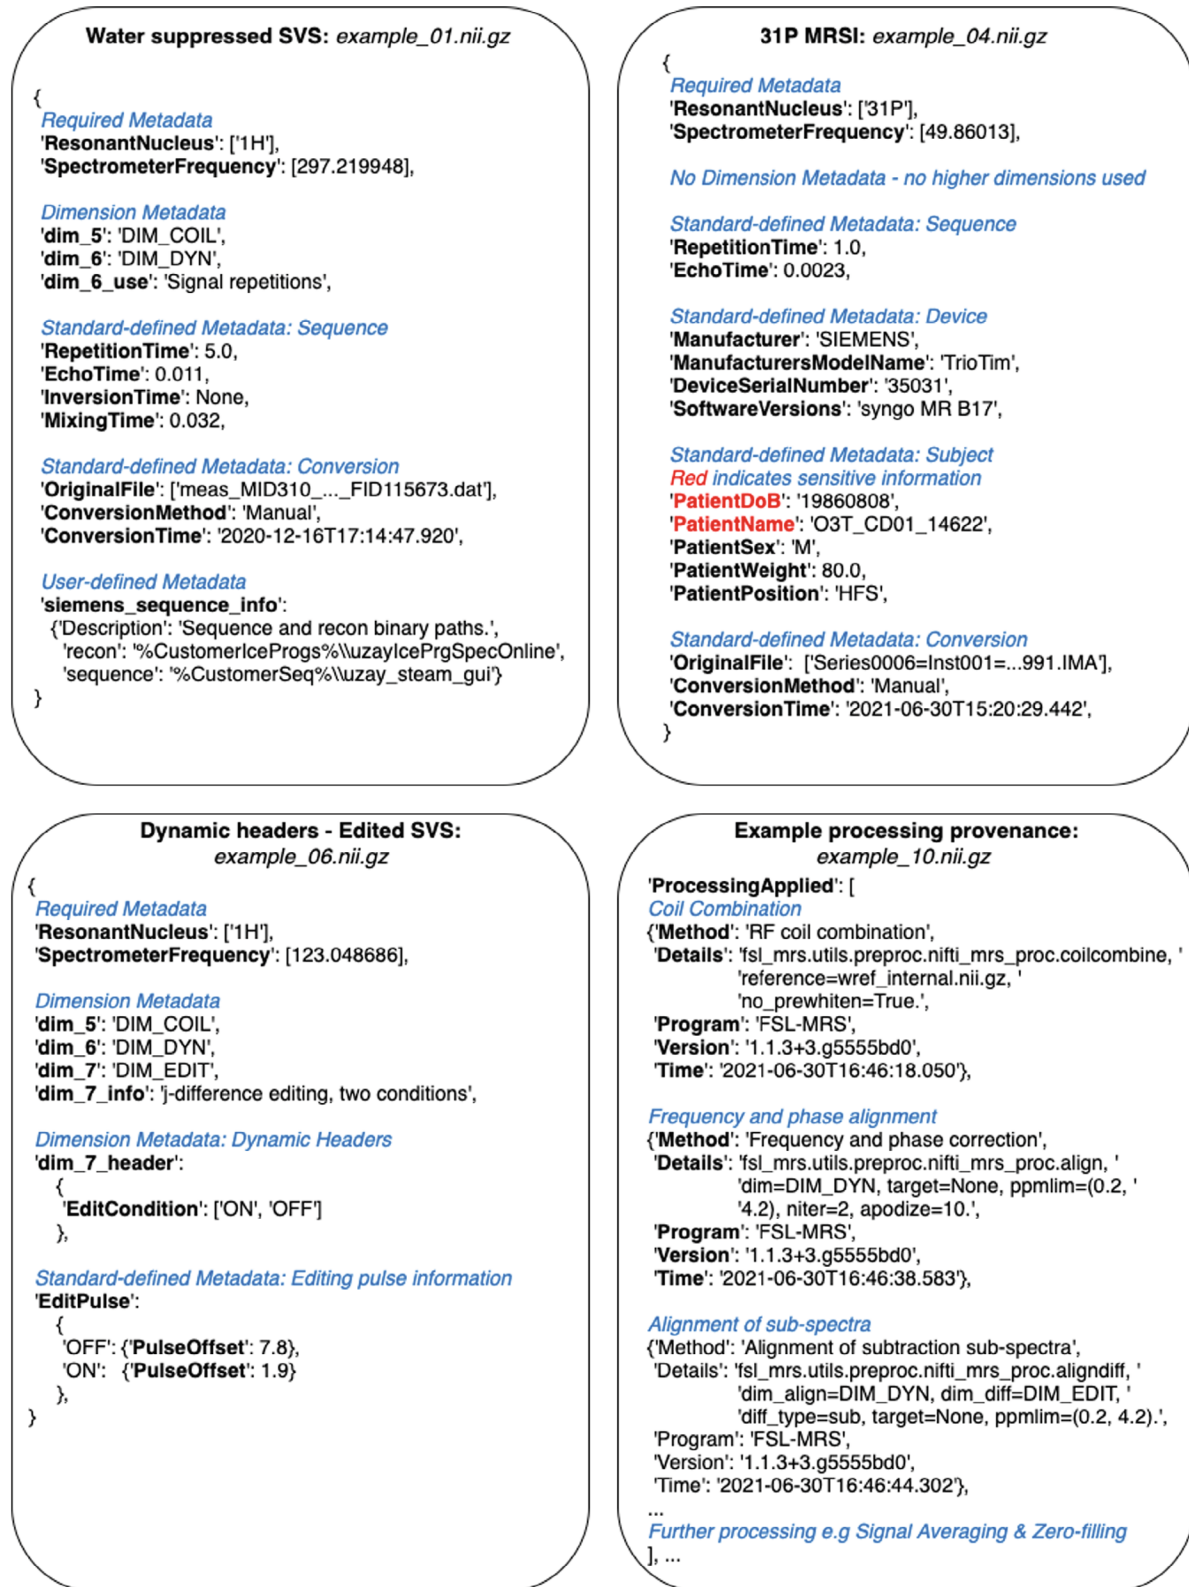 Water suppressed SVS: example_01.nii.gz
{
Required Metadata
'ResonantNucleus': ['1H'],
'SpectrometerFrequency': [297.219948],
Dimension Metadata
'dim_5': 'DIM_COIL',
'dim_6': 'DIM_DYN',
'dim_6_use': 'Signal repetitions',
Standard-defined Metadata: Sequence
'RepetitionTime': 5.0,
'EchoTime': 0.011,
'InversionTime': None,
'MixingTime': 0.032,
Standard-defined Metadata: Conversion
'OriginalFile': ['meas_MID310_..._FID115673.dat'],
'ConversionMethod': 'Manual',
'ConversionTime': '2020-12-16T17:14:47.920',
User-defined Metadata
'siemens_sequence_info':
{'Description': 'Sequence and recon binary paths.',
'recon': '%CustomerIceProgs%\\uzayIcePrgSpecOnline',
'sequence': '%CustomerSeq%\\uzay_steam_gui'}
}
31P MRSI: example_04.nii.gz
{
Required Metadata
'ResonantNucleus': ['31P'],
'SpectrometerFrequency': [49.86013],
No Dimension Metadata - no higher dimensions used
Standard-defined Metadata: Sequence
'RepetitionTime': 1.0,
'EchoTime': 0.0023,
Standard-defined Metadata: Device
'Manufacturer': 'SIEMENS',
'ManufacturersModelName': 'TrioTim',
'DeviceSerialNumber': '35031',
'SoftwareVersions': 'syngo MR B17',
Standard-defined Metadata: Subject
Red indicates sensitive information
'PatientDoB': '19860808',
'PatientName': 'O3T_CD01_14622',
'PatientSex': 'M',
'PatientWeight': 80.0,
'PatientPosition': 'HFS',
Standard-defined Metadata: Conversion
'OriginalFile': ['Series0006=Inst001=...991.IMA'],
'ConversionMethod': 'Manual',
'ConversionTime': '2021-06-30T15:20:29.442',
}
Dynamic headers - Edited SVS:
example_06.nii.gz
{
Required Metadata
'ResonantNucleus': ['1H'],
'SpectrometerFrequency': [123.048686],
Dimension Metadata
'dim_5': 'DIM_COIL',
'dim_6': 'DIM_DYN',
'dim_7': 'DIM_EDIT',
'dim_7_info': 'j-difference editing, two conditions',
Dimension Metadata: Dynamic Headers
'dim_7_header':
{
'EditCondition': ['ON', 'OFF']
},
Standard-defined Metadata: Editing pulse information
'EditPulse':
{
'OFF': {'PulseOffset': 7.8},
'ON': {'PulseOffset': 1.9}
},
}
Example processing provenance:
example_10.nii.gz
'ProcessingApplied': [
Coil Combination
{'Method': 'RF coil combination',
'Details': 'fsl_mrs.utils.preproc.nifti_mrs_proc.coilcombine, '
'reference=wref_internal.nii.gz, '
'no_prewhiten=True.',
'Program': 'FSL-MRS',
'Version': '1.1.3+3.g5555bd0',
'Time': '2021-06-30T16:46:18.050'},
Frequency and phase alignment
{'Method': 'Frequency and phase correction',
'Details': 'fsl_mrs.utils.preproc.nifti_mrs_proc.align, '
'dim=DIM_DYN, target=None, ppmlim=(0.2, '
'4.2), niter=2, apodize=10.',
'Program': 'FSL-MRS',
'Version': '1.1.3+3.g5555bd0',
'Time': '2021-06-30T16:46:38.583'},
Alignment of sub-spectra
{'Method': 'Alignment of subtraction sub-spectra',
'Details': 'fsl_mrs.utils.preproc.nifti_mrs_proc.aligndiff, '
'dim_align=DIM_DYN, dim_diff=DIM_EDIT, '
'diff_type=sub, target=None, ppmlim=(0.2, 4.2).',
'Program': 'FSL-MRS',
'Version': '1.1.3+3.g5555bd0',
'Time': '2021-06-30T16:46:44.302'},
...
Further processing e.g Signal Averaging & Zero-filling
], ...